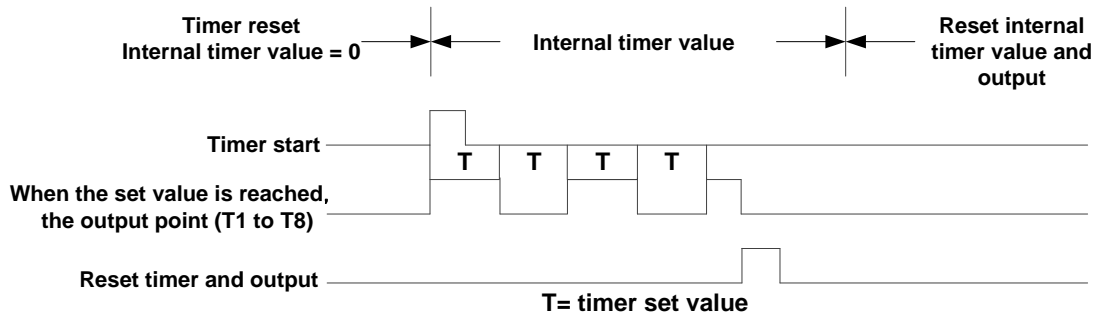 Timer reset
Internal timer value = 0
Internal timer value
Reset internal
timer value and
output
Timer start
T T T T
When the set value is reached,
the output point (T1 to T8)
Reset timer and output
T= timer set value